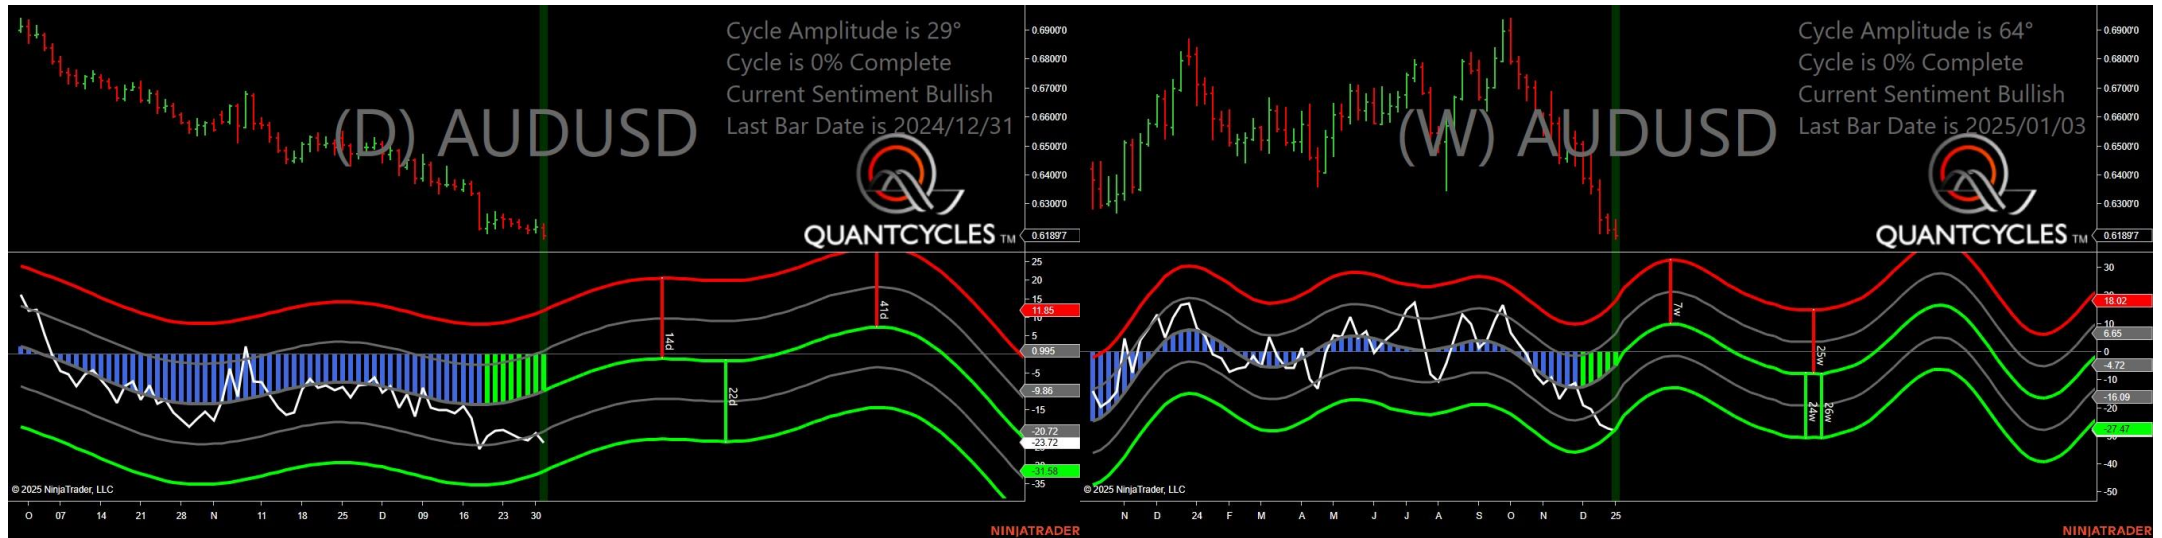 Cycle Amplitude is 29°
Cycle is 0% Complete
Current Sentiment Bullish
Last Bar Date is 2024/12/31
(D) AUDUSD
QUANTCYCLES TM
0.6900'0
0.6800'0
0.6700'0
0.6600'0
0.6500'0
0.6400'0
0.6300'0
0.6189'7
25
20
15
11.85
10
5
0.995
-5
-9.86
-15
-20.72
-23.72
-31.58
-35
14d
41d
22d
© 2025 NinjaTrader, LLC
O 07 14 21 28 N 11 18 25 D 09 16 23 30
NINJATRADER
Cycle Amplitude is 64°
Cycle is 0% Complete
Current Sentiment Bullish
Last Bar Date is 2025/01/03
(W) AUDUSD
QUANTCYCLES TM
0.6900'0
0.6800'0
0.6700'0
0.6600'0
0.6500'0
0.6400'0
0.6300'0
0.6189'7
30
18.02
10
6.65
0
-4.72
-10
-16.09
-20
-27.47
-40
-50
7w
25w
24w
26w
© 2025 NinjaTrader, LLC
N D 24 F M A M J J A S O N D 25
NINJATRADER